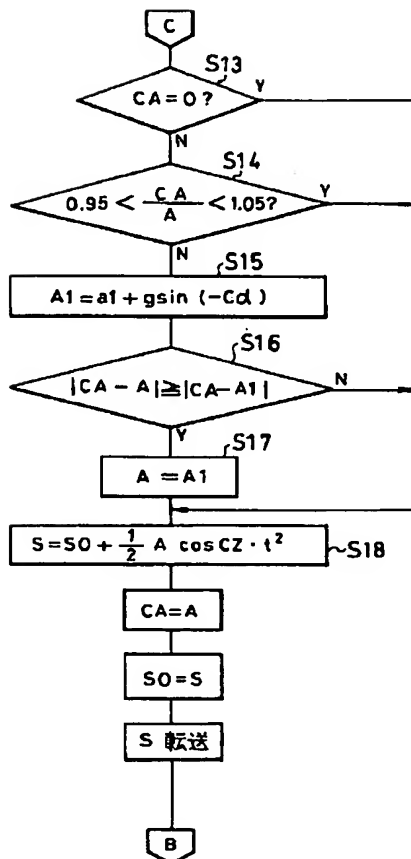 C
S13
CA=0?
Y
N
S14
0.95 < CA/A < 1.05?
Y
N
S15
A1=a1+gsin (-Cα)
S16
|CA-A|≧|CA-A1|
N
Y
S17
A=A1
S=S0+1/2 A cosCZ·t²
S18
CA=A
S0=S
S 転送
B